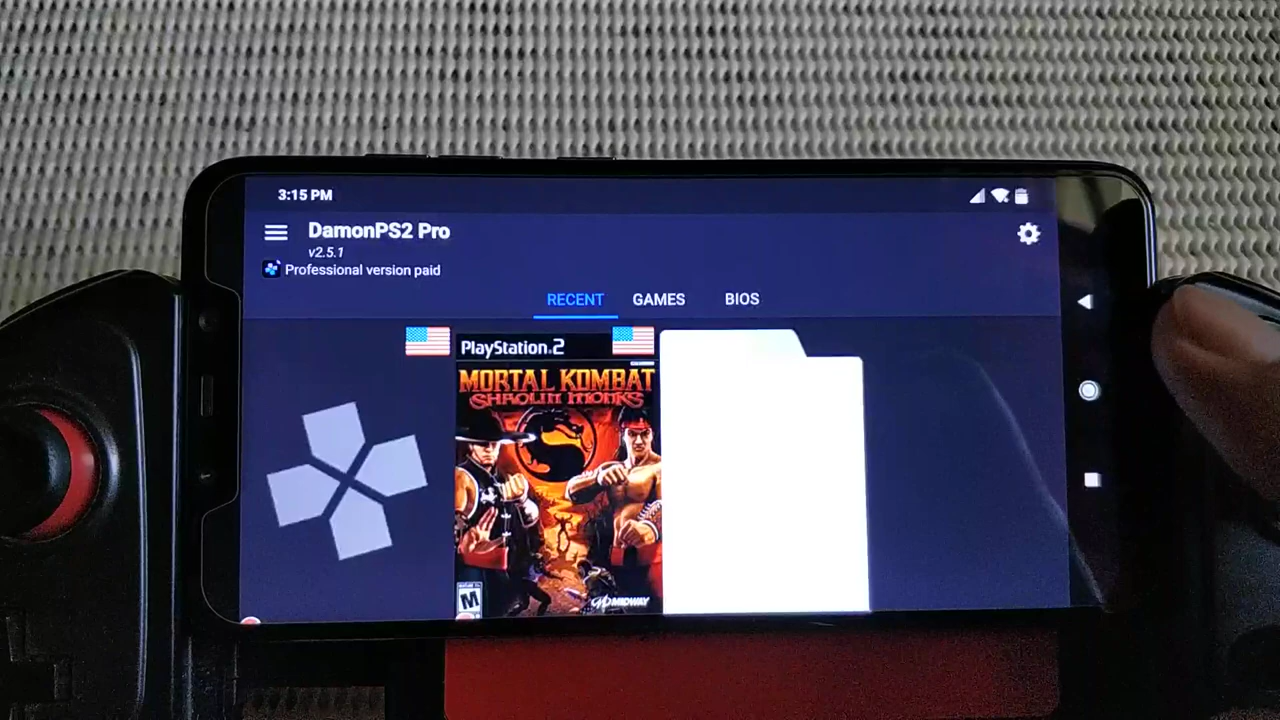 3:15 PM
DamonPS2 Pro
v2.5.1
Professional version paid
RECENT GAMES BIOS
PlayStation.2
MORTAL KOMBAT
SHAOLIN MONKS
M
MIDWAY